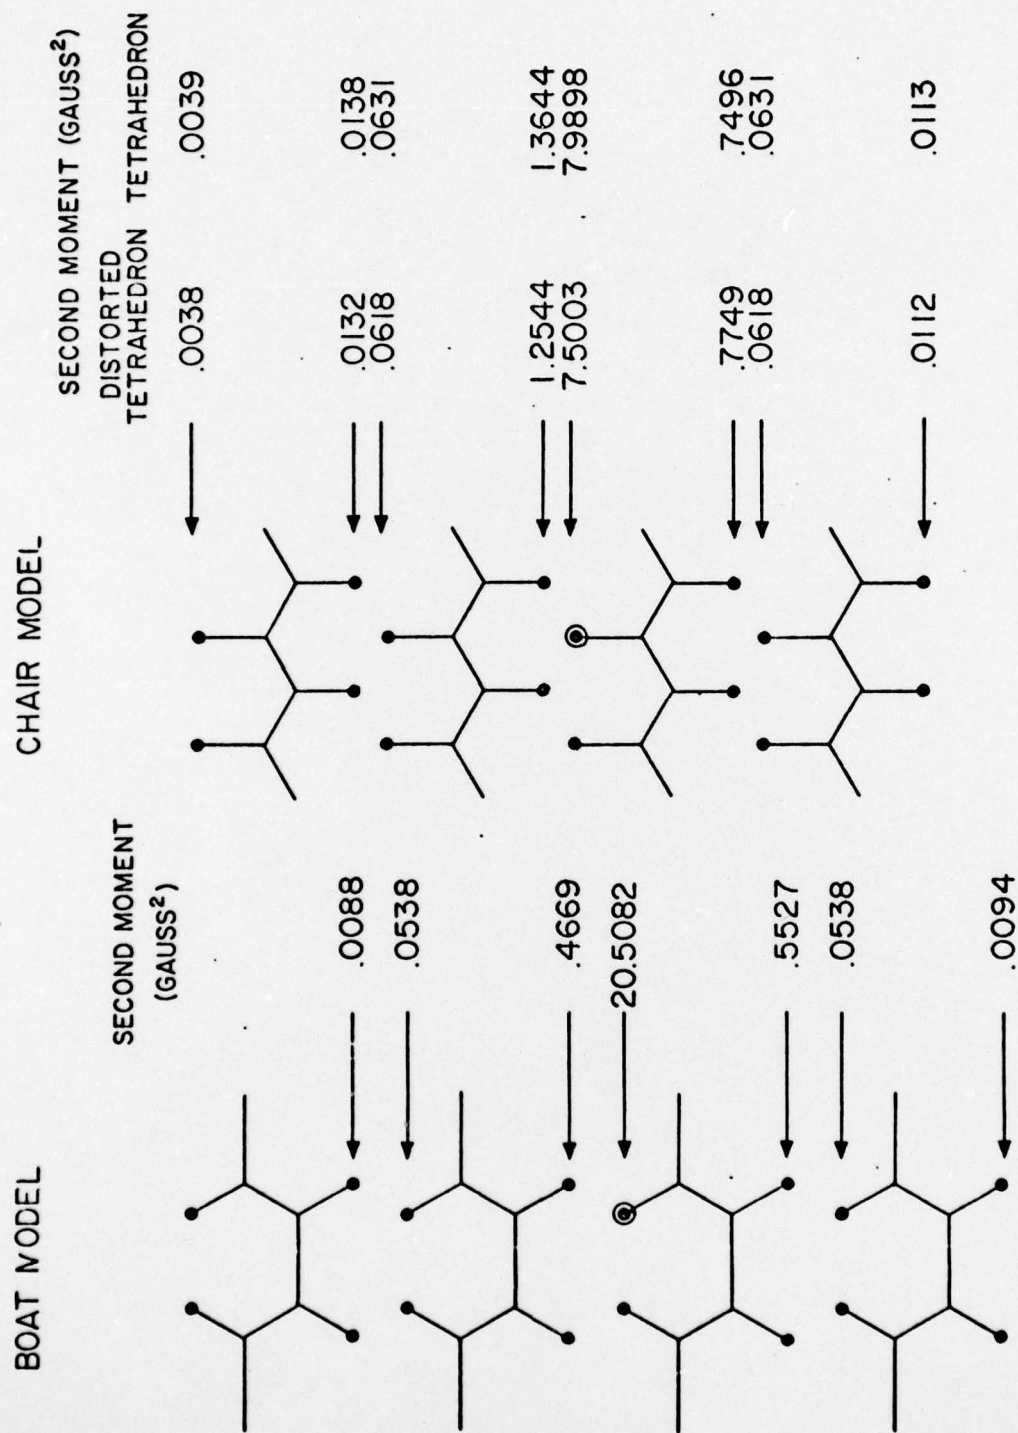 BOAT MODEL
SECOND MOMENT
(GAUSS²)
.0088
.0538
.4669
20.5082
.5527
.0538
.0094
CHAIR MODEL
SECOND MOMENT (GAUSS²)
DISTORTED
TETRAHEDRON TETRAHEDRON
.0038 .0039
.0132 .0138
.0618 .0631
1.2544 1.3644
7.5003 7.9898
.7749 .7496
.0618 .0631
.0112 .0113